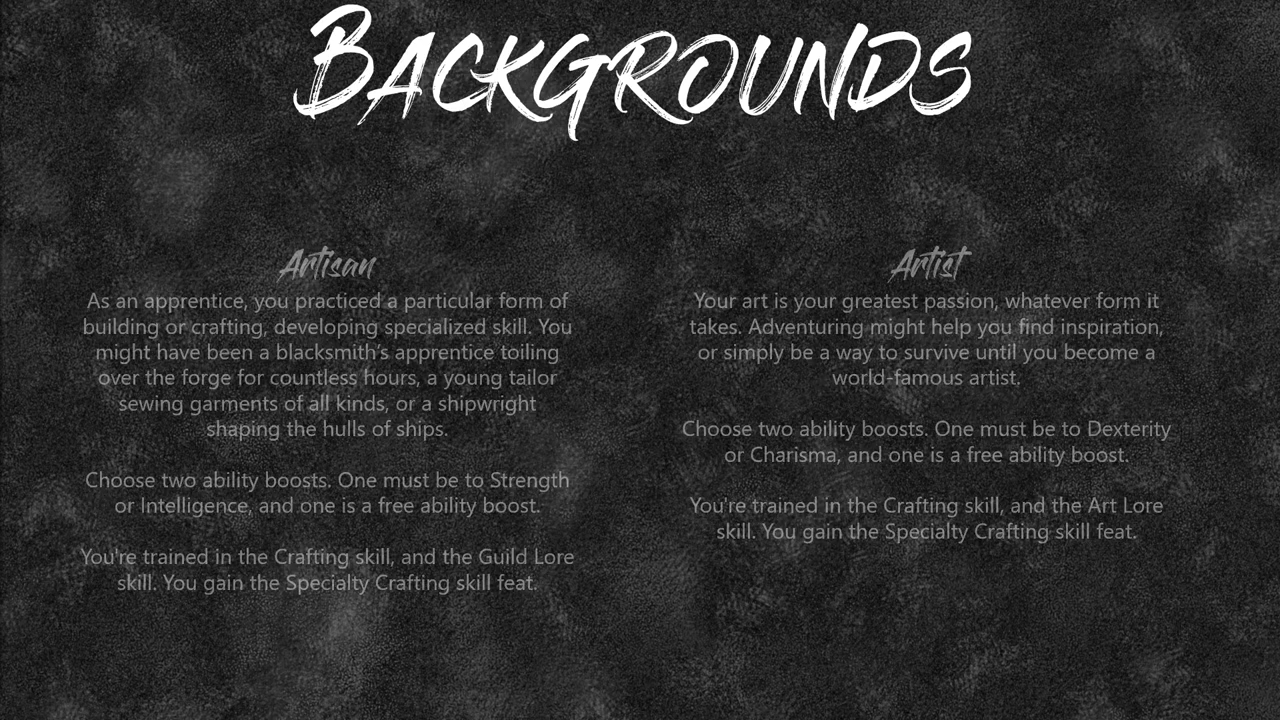 BACKGROUNDS
Artisan
As an apprentice, you practiced a particular form of
building or crafting, developing specialized skill. You
might have been a blacksmith's apprentice toiling
over the forge for countless hours, a young tailor
sewing garments of all kinds, or a shipwright
shaping the hulls of ships.
Choose two ability boosts. One must be to Strength
or Intelligence, and one is a free ability boost.
You're trained in the Crafting skill, and the Guild Lore
skill. You gain the Specialty Crafting skill feat.
Artist
Your art is your greatest passion, whatever form it
takes. Adventuring might help you find inspiration,
or simply be a way to survive until you become a
world-famous artist.
Choose two ability boosts. One must be to Dexterity
or Charisma, and one is a free ability boost.
You're trained in the Crafting skill, and the Art Lore
skill. You gain the Specialty Crafting skill feat.